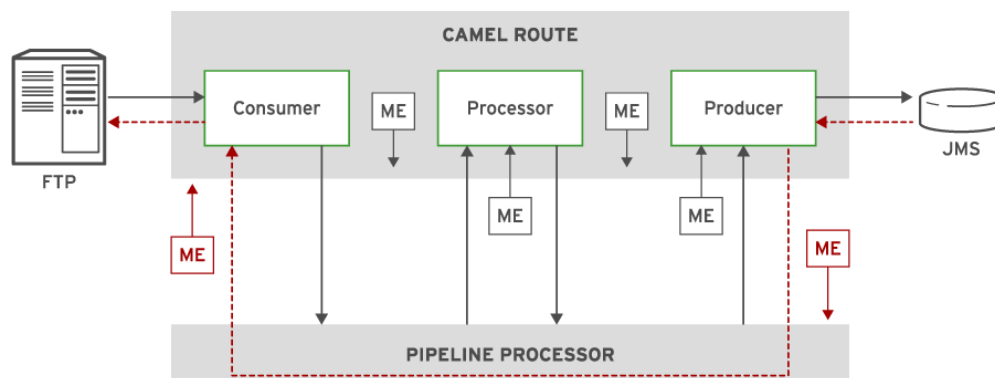 CAMEL ROUTE
Consumer
ME
Processor
ME
Producer
FTP
JMS
ME
ME
ME
ME
PIPELINE PROCESSOR